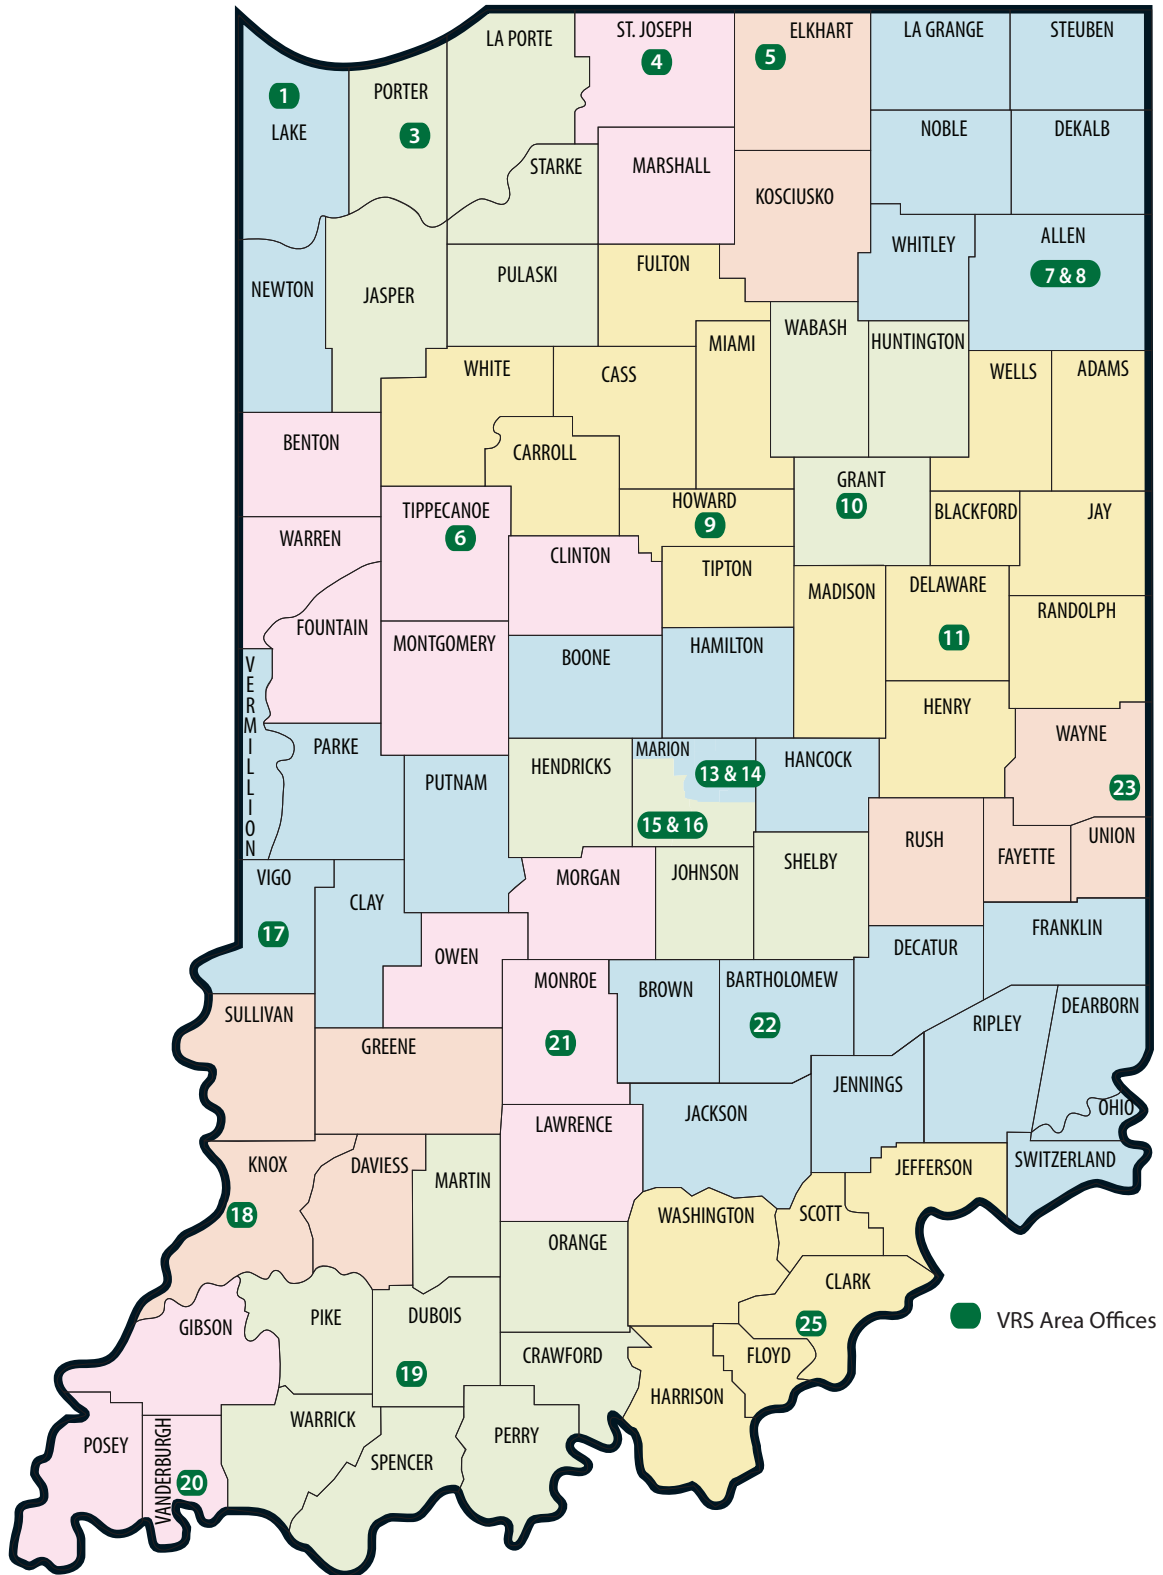 LA PORTE
ST. JOSEPH
ELKHART
LA GRANGE
STEUBEN
4
5
PORTER
1
3
LAKE
NOBLE
DEKALB
STARKE
MARSHALL
KOSCIUSKO
WHITLEY
ALLEN
7 & 8
FULTON
PULASKI
NEWTON
JASPER
WABASH
HUNTINGTON
MIAMI
WHITE
CASS
WELLS
ADAMS
BENTON
CARROLL
GRANT
10
TIPPECANOE
6
HOWARD
9
BLACKFORD
JAY
WARREN
CLINTON
TIPTON
MADISON
DELAWARE
11
RANDOLPH
FOUNTAIN
MONTGOMERY
BOONE
HAMILTON
VERMILLION
HENRY
WAYNE
23
PARKE
PUTNAM
HENDRICKS
MARION
13 & 14
15 & 16
HANCOCK
RUSH
FAYETTE
UNION
VIGO
17
CLAY
MORGAN
JOHNSON
SHELBY
OWEN
DECATUR
FRANKLIN
MONROE
21
BROWN
BARTHOLOMEW
22
SULLIVAN
GREENE
RIPLEY
DEARBORN
JENNINGS
OHIO
LAWRENCE
JACKSON
KNOX
18
DAVIESS
MARTIN
JEFFERSON
SWITZERLAND
WASHINGTON
SCOTT
ORANGE
CLARK
25
VRS Area Offices
GIBSON
PIKE
DUBOIS
19
CRAWFORD
FLOYD
HARRISON
POSEY
VANDERBURGH
20
WARRICK
SPENCER
PERRY